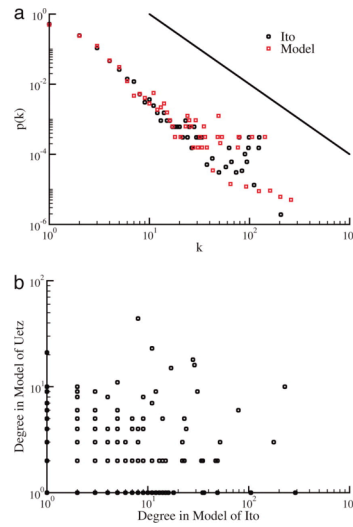 a
10^0
Ito
Model
10^-2
p(k)
10^-4
10^-6
10^0
10^1
10^2
k
b
10^2
Degree in Model of Uetz
10^1
10^0
10^0
10^1
10^2
Degree in Model of Ito